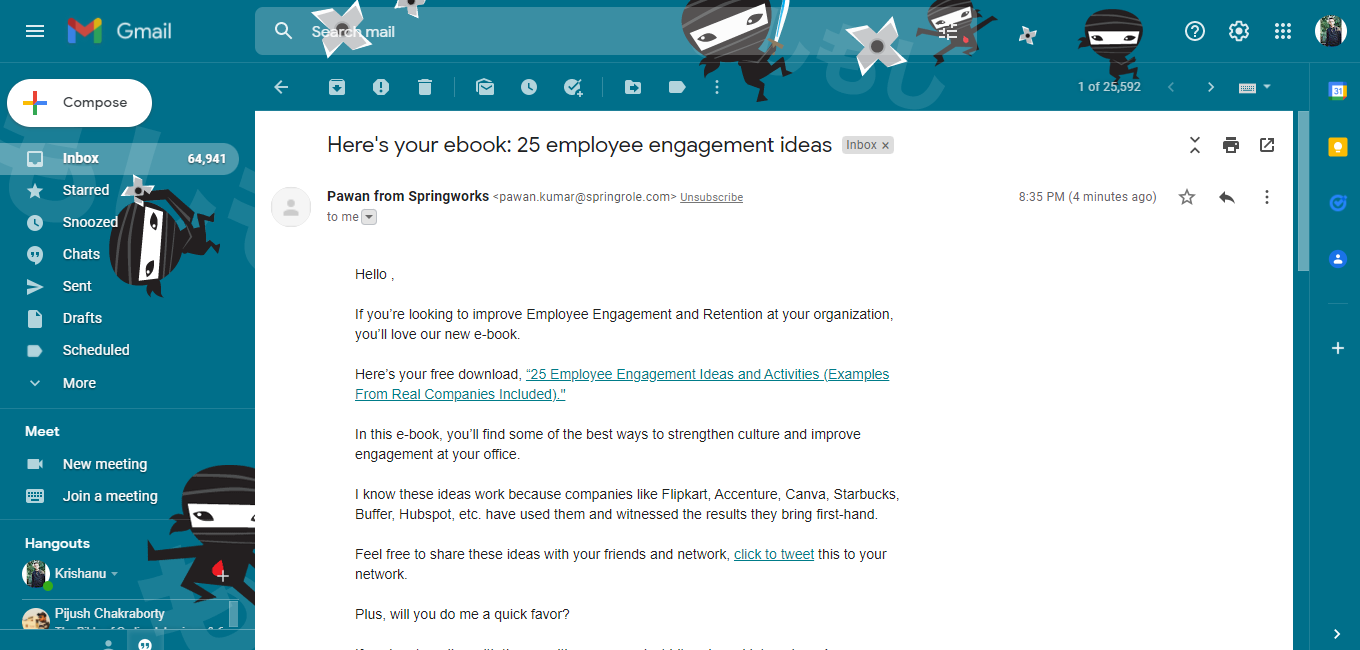 Gmail
Search mail
Compose
1 of 25,592
31
Inbox 64,941
Starred
Snoozed
Chats
Sent
Drafts
Scheduled
More
Meet
New meeting
Join a meeting
Hangouts
Krishanu
Pijush Chakraborty
Here's your ebook: 25 employee engagement ideas Inbox ×
Pawan from Springworks <pawan.kumar@springrole.com> Unsubscribe 8:35 PM (4 minutes ago)
to me
Hello ,
If you’re looking to improve Employee Engagement and Retention at your organization,
you’ll love our new e-book.
Here’s your free download, “25 Employee Engagement Ideas and Activities (Examples
From Real Companies Included)."
In this e-book, you’ll find some of the best ways to strengthen culture and improve
engagement at your office.
I know these ideas work because companies like Flipkart, Accenture, Canva, Starbucks,
Buffer, Hubspot, etc. have used them and witnessed the results they bring first-hand.
Feel free to share these ideas with your friends and network, click to tweet this to your
network.
Plus, will you do me a quick favor?